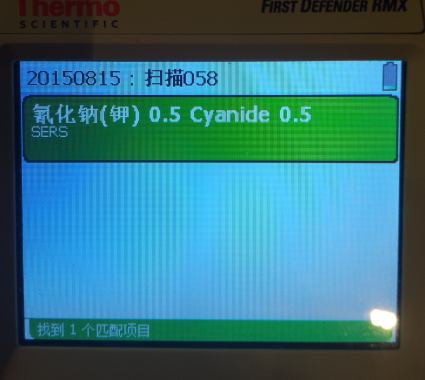 Thermo
SCIENTIFIC
FIRST DEFENDER RMX
20150815 : 扫描058
氰化钠(钾) 0.5 Cyanide 0.5
SERS
找到 1 个匹配项目